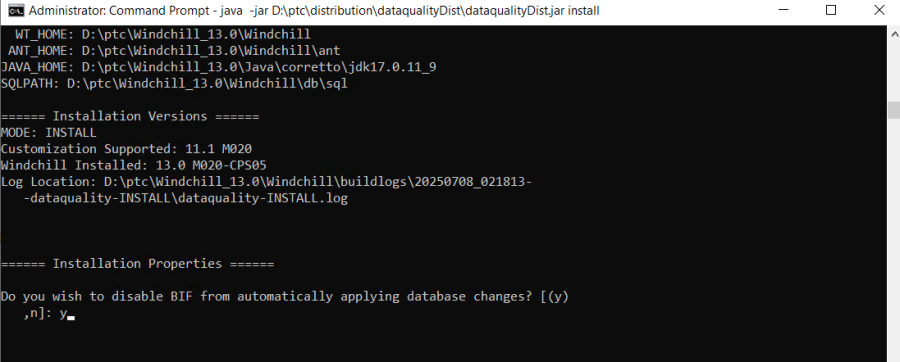 Administrator: Command Prompt - java  -jar D:\ptc\distribution\dataqualityDist\dataqualityDist.jar install
WT_HOME: D:\ptc\Windchill_13.0\Windchill
ANT_HOME: D:\ptc\Windchill_13.0\Windchill\ant
JAVA_HOME: D:\ptc\Windchill_13.0\Java\corretto\jdk17.0.11_9
SQLPATH: D:\ptc\Windchill_13.0\Windchill\db\sql
====== Installation Versions ======
MODE: INSTALL
Customization Supported: 11.1 M020
Windchill Installed: 13.0 M020-CPS05
Log Location: D:\ptc\Windchill_13.0\Windchill\buildlogs\20250708_021813-
-dataquality-INSTALL\dataquality-INSTALL.log
====== Installation Properties ======
Do you wish to disable BIF from automatically applying database changes? [(y)
,n]: y